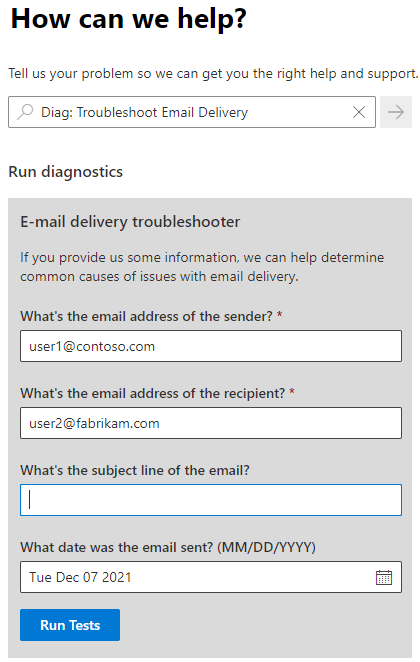 How can we help?
Tell us your problem so we can get you the right help and support.
Diag: Troubleshoot Email Delivery
Run diagnostics
E-mail delivery troubleshooter
If you provide us some information, we can help determine
common causes of issues with email delivery.
What's the email address of the sender? *
user1@contoso.com
What's the email address of the recipient? *
user2@fabrikam.com
What's the subject line of the email?
What date was the email sent? (MM/DD/YYYY)
Tue Dec 07 2021
Run Tests